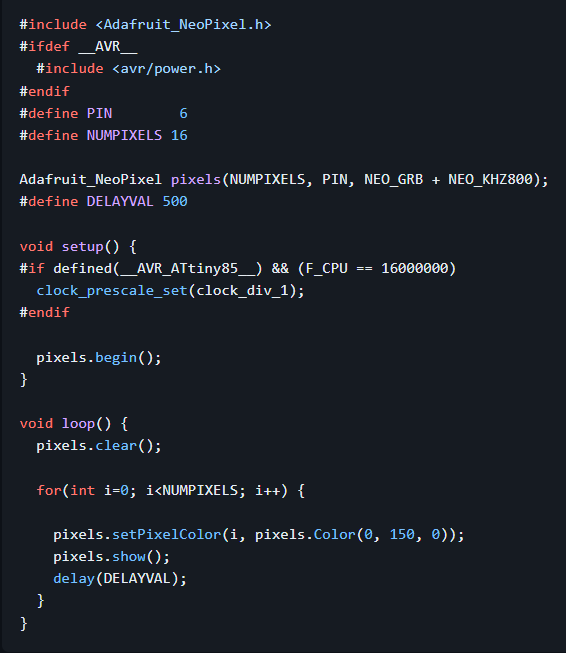 #include <Adafruit_NeoPixel.h>
#ifdef __AVR__
  #include <avr/power.h>
#endif
#define PIN        6
#define NUMPIXELS 16

Adafruit_NeoPixel pixels(NUMPIXELS, PIN, NEO_GRB + NEO_KHZ800);
#define DELAYVAL 500

void setup() {
#if defined(__AVR_ATtiny85__) && (F_CPU == 16000000)
  clock_prescale_set(clock_div_1);
#endif

  pixels.begin();
}

void loop() {
  pixels.clear();

  for(int i=0; i<NUMPIXELS; i++) {

    pixels.setPixelColor(i, pixels.Color(0, 150, 0));
    pixels.show();
    delay(DELAYVAL);
  }
}